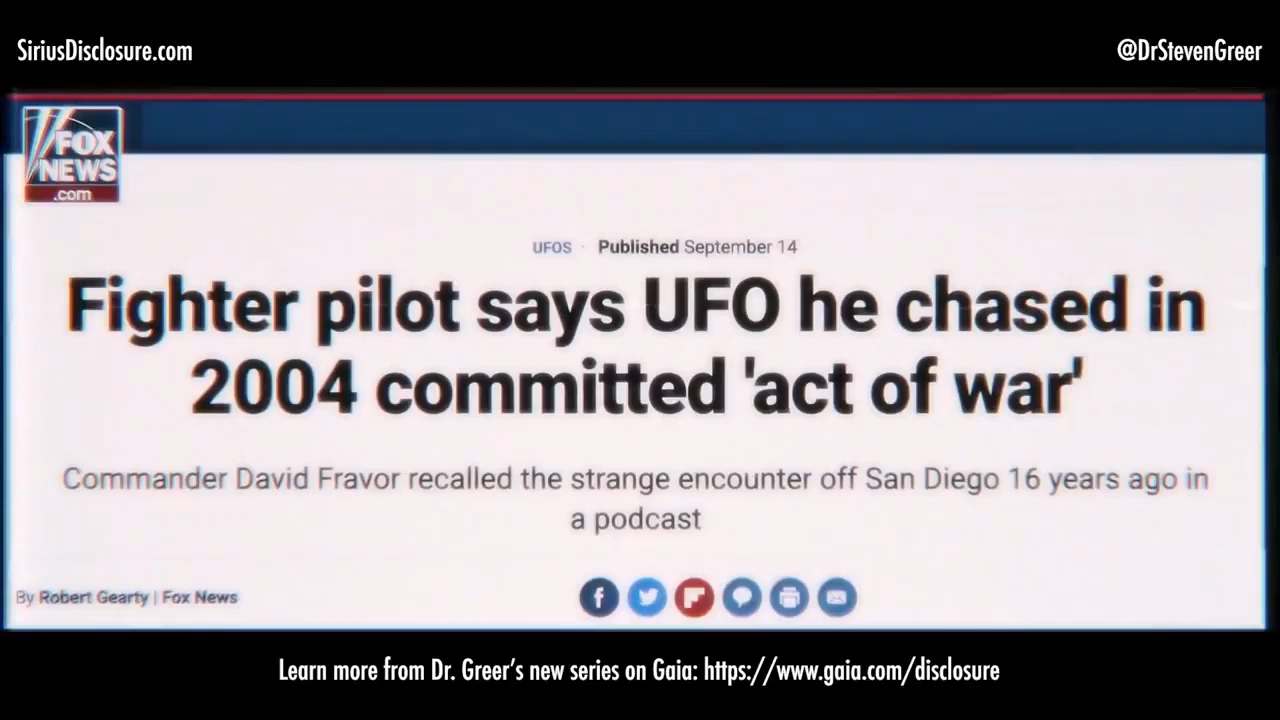 SiriusDisclosure.com
@DrStevenGreer
FOX
NEWS
.com
UFOS · Published September 14
Fighter pilot says UFO he chased in
2004 committed 'act of war'
Commander David Fravor recalled the strange encounter off San Diego 16 years ago in
a podcast
By Robert Gearty | Fox News
Learn more from Dr. Greer's new series on Gaia: https://www.gaia.com/disclosure